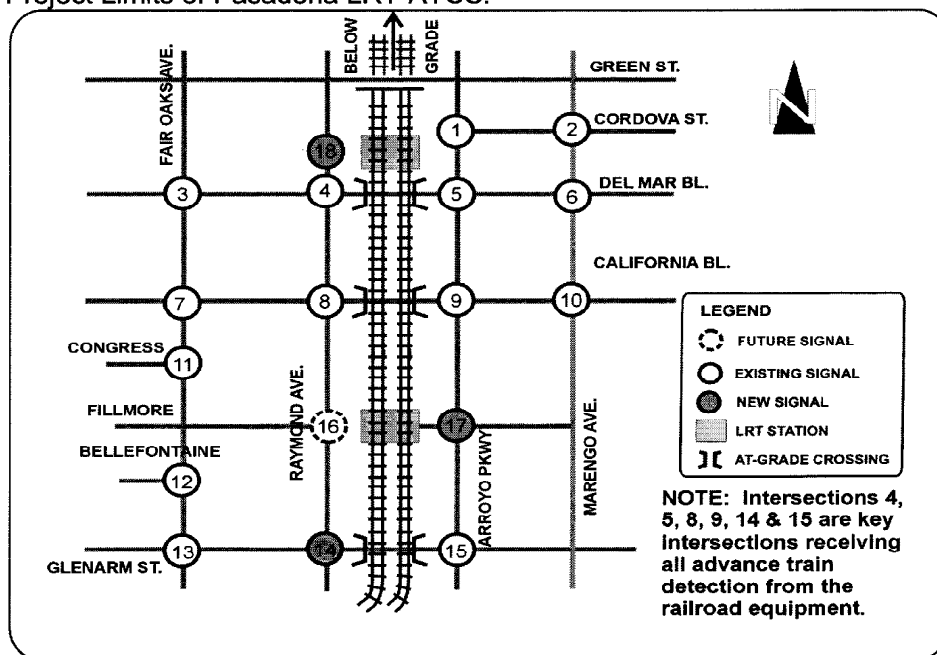 Project Limits of Pasadena LRT ATCS.
BELOW
GRADE
FAIR OAKS AVE.
GREEN ST.
1
2
CORDOVA ST.
18
3
4
5
6
DEL MAR BL.
CALIFORNIA BL.
7
8
9
10
CONGRESS
11
RAYMOND AVE.
FILLMORE
16
17
BELLEFONTAINE
12
ARROYO PKWY
MARENGO AVE.
13
14
15
GLENARM ST.
N
LEGEND
FUTURE SIGNAL
EXISTING SIGNAL
NEW SIGNAL
LRT STATION
AT-GRADE CROSSING
NOTE: Intersections 4,
5, 8, 9, 14 & 15 are key
intersections receiving
all advance train
detection from the
railroad equipment.